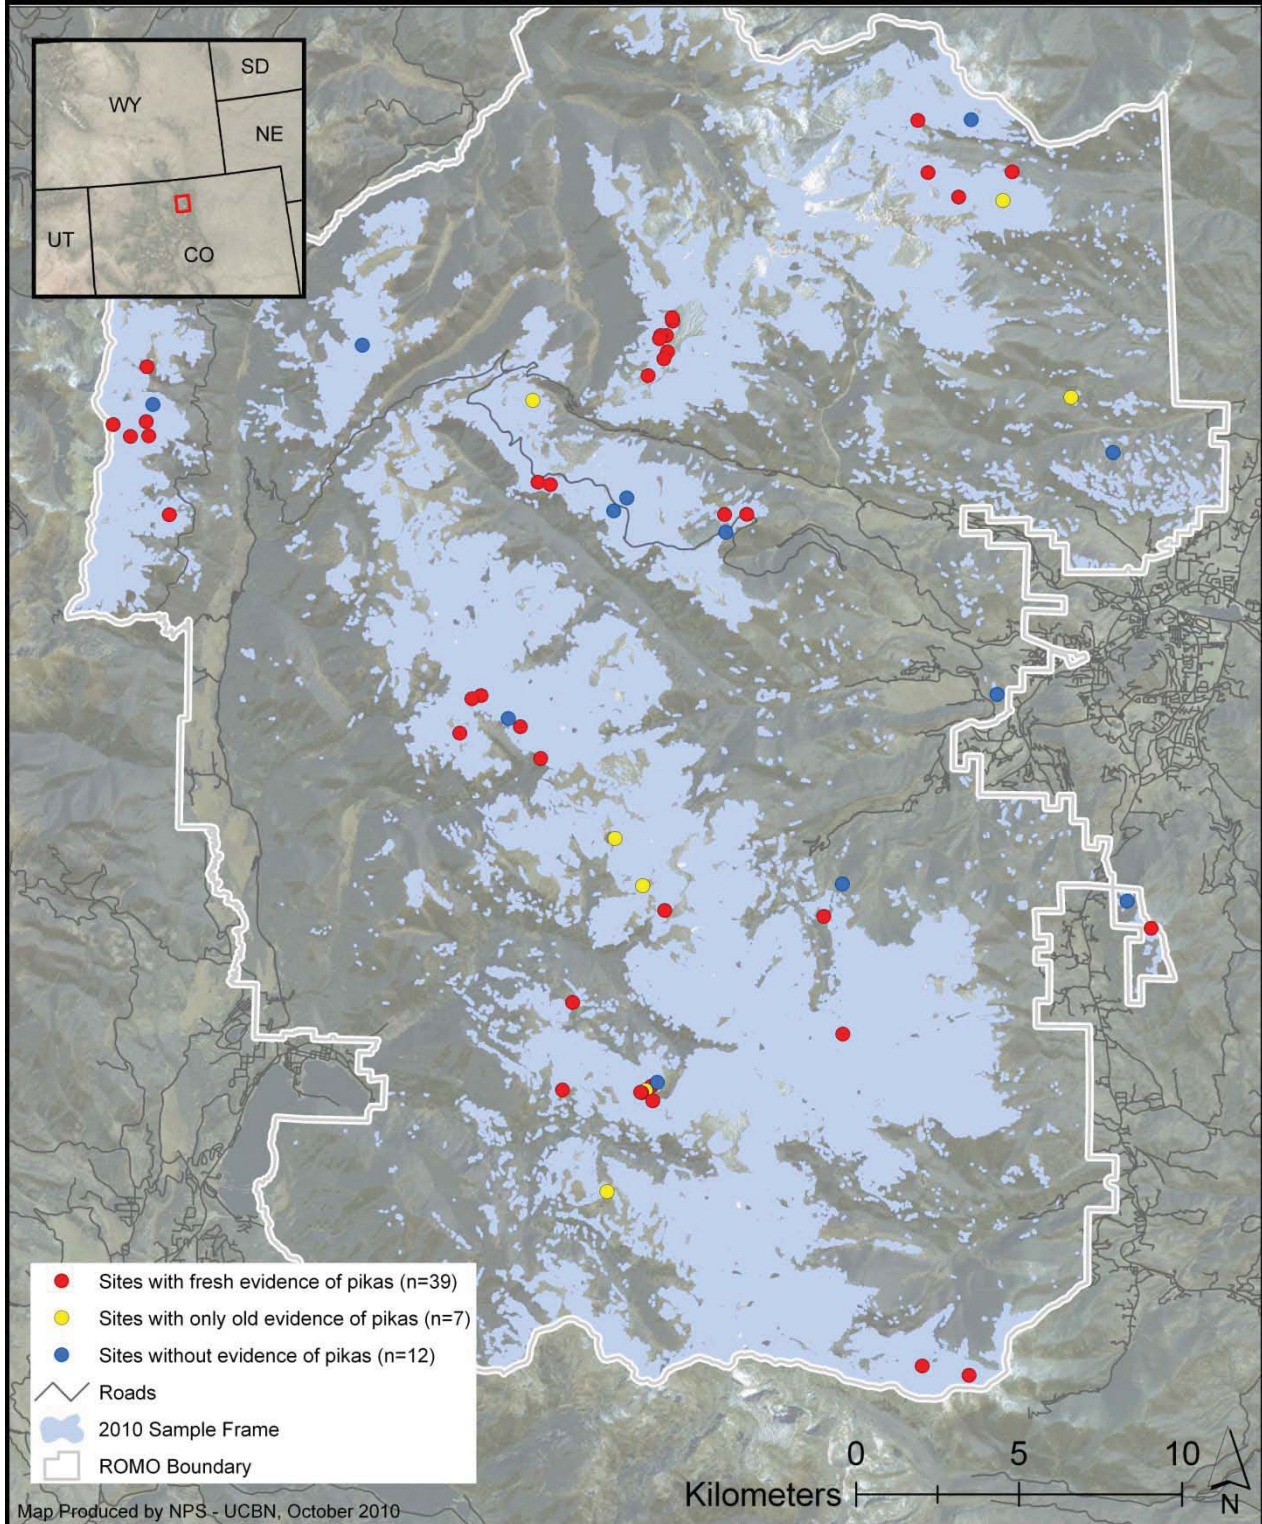 WY
SD
NE
UT
CO
Sites with fresh evidence of pikas (n=39)
Sites with only old evidence of pikas (n=7)
Sites without evidence of pikas (n=12)
Roads
2010 Sample Frame
ROMO Boundary
0 5 10
Kilometers
N
Map Produced by NPS - UCBN, October 2010